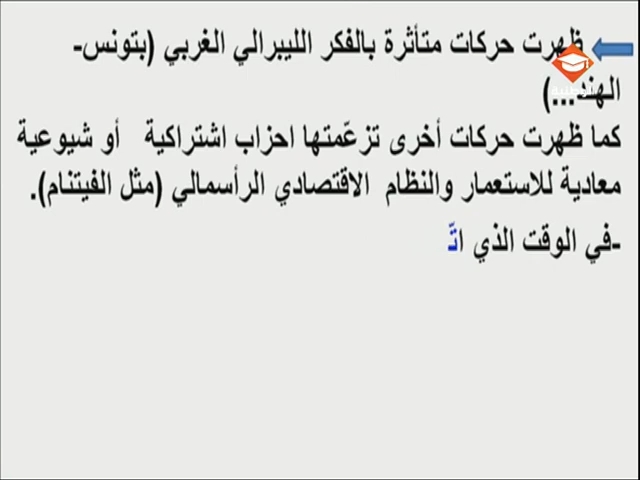 ظهرت حركات متأثرة بالفكر الليبرالي الغربي (بتونس-
الهند...)
كما ظهرت حركات أخرى تزعّمتها احزاب اشتراكية أو شيوعية
معادية للاستعمار والنظام الاقتصادي الرأسمالي (مثل الفيتنام).
-في الوقت الذي اتّ